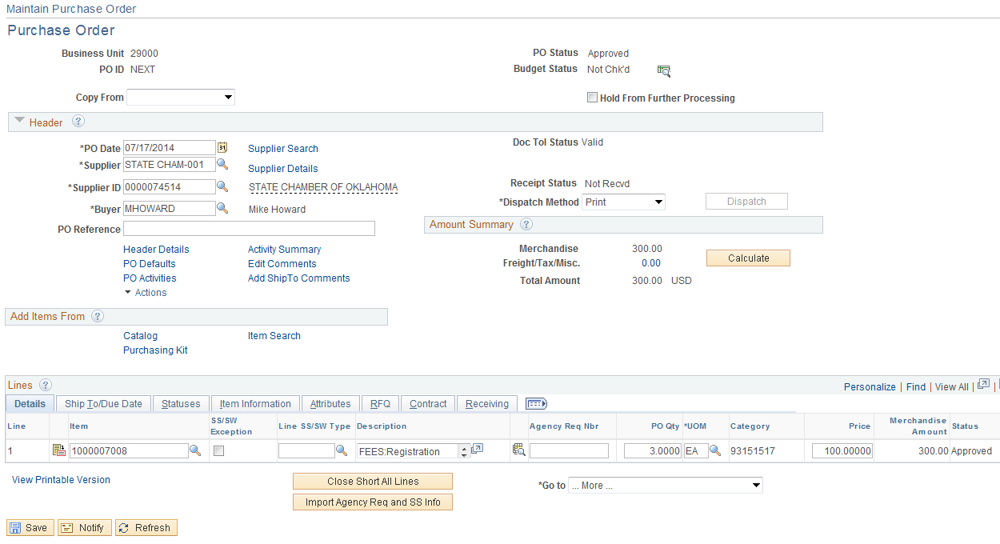 Maintain Purchase Order
Purchase Order
Business Unit 29000
PO Status Approved
PO ID NEXT
Budget Status Not Chk'd
Copy From
Hold From Further Processing
Header ?
*PO Date 07/17/2014 31 Supplier Search
Doc Tol Status Valid
*Supplier STATE CHAM-001 Supplier Details
*Supplier ID 0000074514 STATE CHAMBER OF OKLAHOMA
Receipt Status Not Recvd
*Buyer MHOWARD Mike Howard
*Dispatch Method Print Dispatch
PO Reference
Amount Summary ?
Header Details Activity Summary
Merchandise 300.00
PO Defaults Edit Comments
Freight/Tax/Misc. 0.00 Calculate
PO Activities Add ShipTo Comments
Total Amount 300.00 USD
Actions
Add Items From ?
Catalog Item Search
Purchasing Kit
Lines ? Personalize | Find | View All | |
Details Ship To/Due Date Statuses Item Information Attributes RFQ Contract Receiving
Line Item SS/SW Exception Line SS/SW Type Description Agency Req Nbr PO Qty *UOM Category Price Merchandise Amount Status
1 1000007008 FEES:Registration 3.0000 EA 93151517 100.00000 300.00 Approved
View Printable Version Close Short All Lines *Go to ... More ...
Import Agency Req and SS Info
Save Notify Refresh